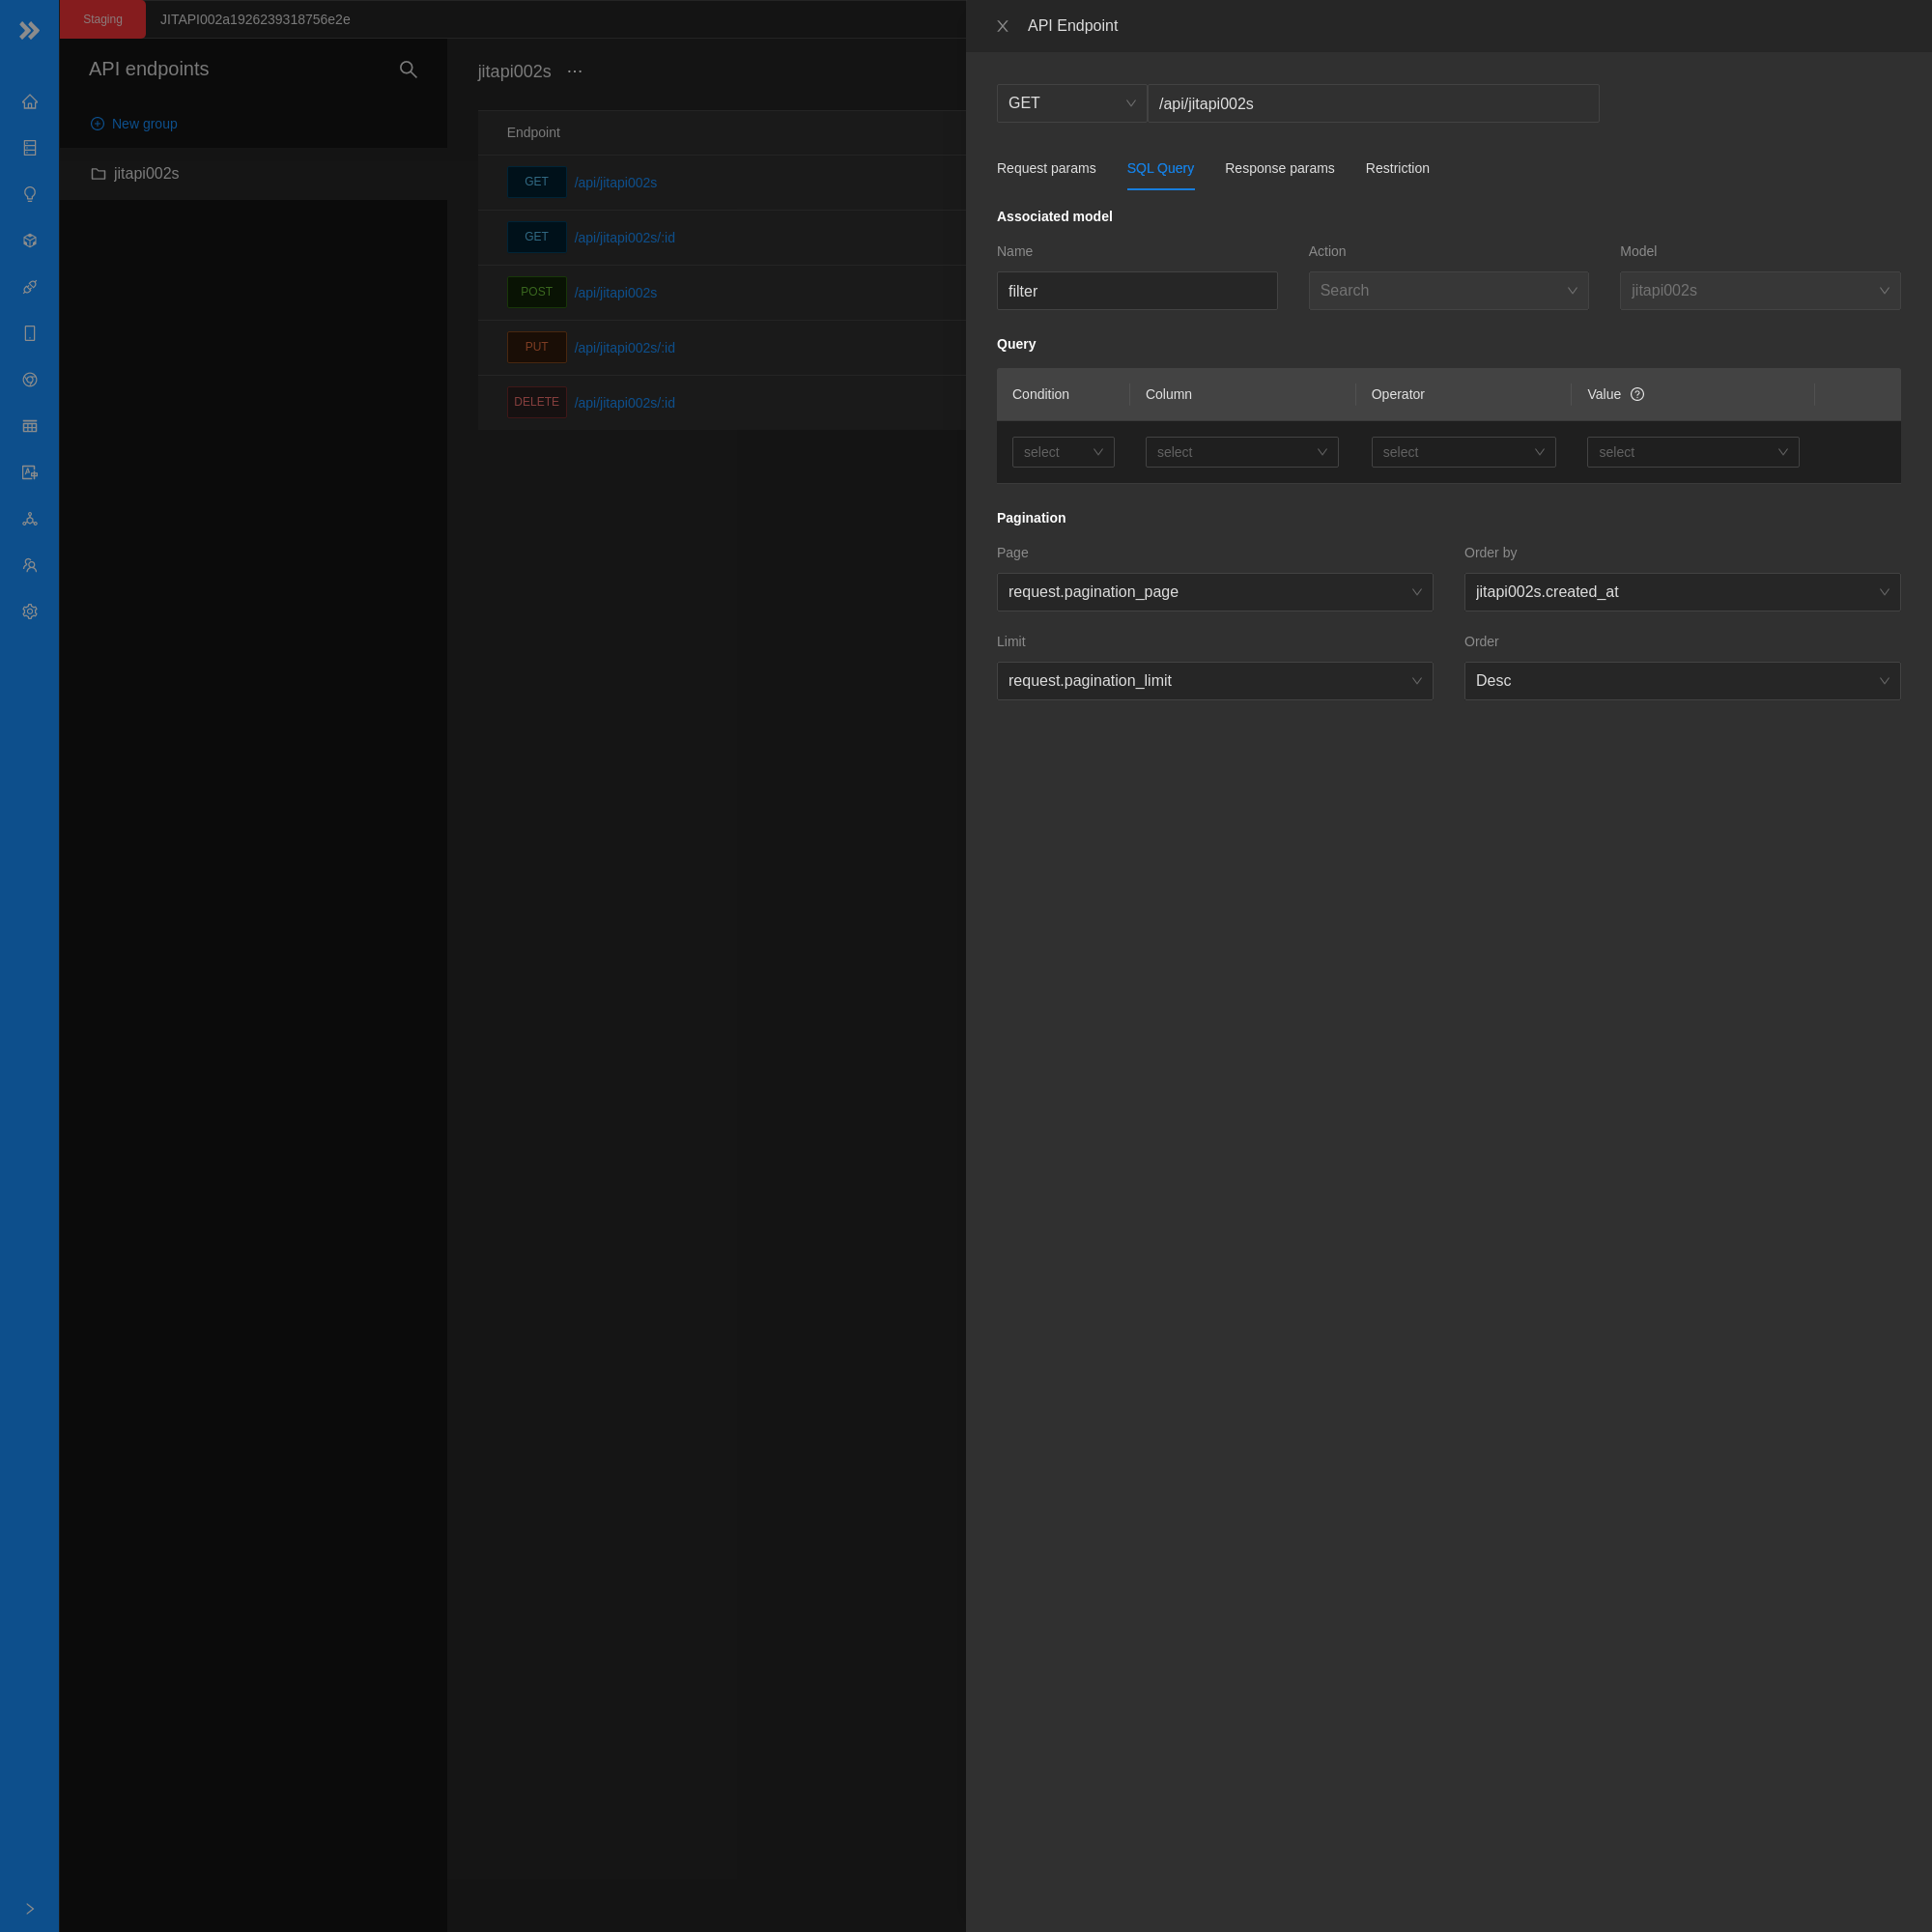 Staging JITAPI002a1926239318756e2e
API endpoints
New group
jitapi002s
jitapi002s ...
Endpoint
GET /api/jitapi002s
GET /api/jitapi002s/:id
POST /api/jitapi002s
PUT /api/jitapi002s/:id
DELETE /api/jitapi002s/:id
API Endpoint
GET /api/jitapi002s
Request params SQL Query Response params Restriction
Associated model
Name Action Model
filter Search jitapi002s
Query
Condition Column Operator Value
select select select select
Pagination
Page Order by
request.pagination_page jitapi002s.created_at
Limit Order
request.pagination_limit Desc